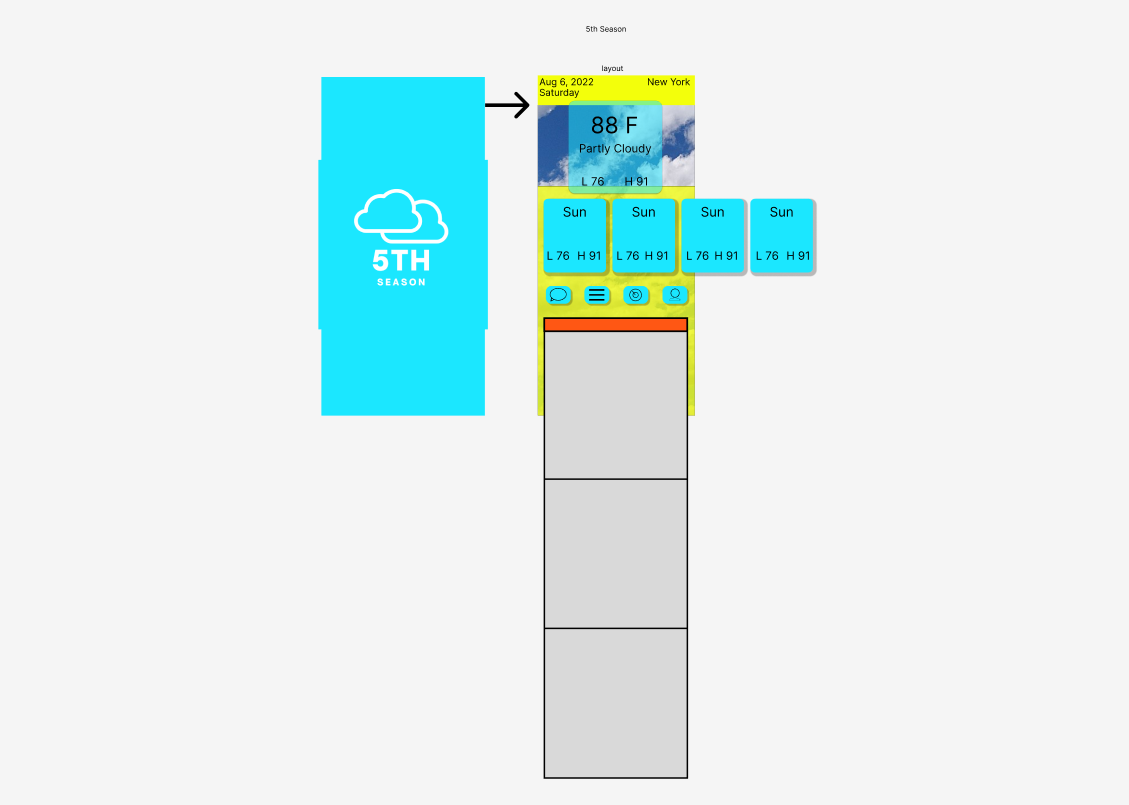 5th Season
layout
Aug 6, 2022 New York
Saturday
88 F
Partly Cloudy
L 76 H 91
Sun Sun Sun Sun
L 76 H 91 L 76 H 91 L 76 H 91 L 76 H 91
5TH
SEASON